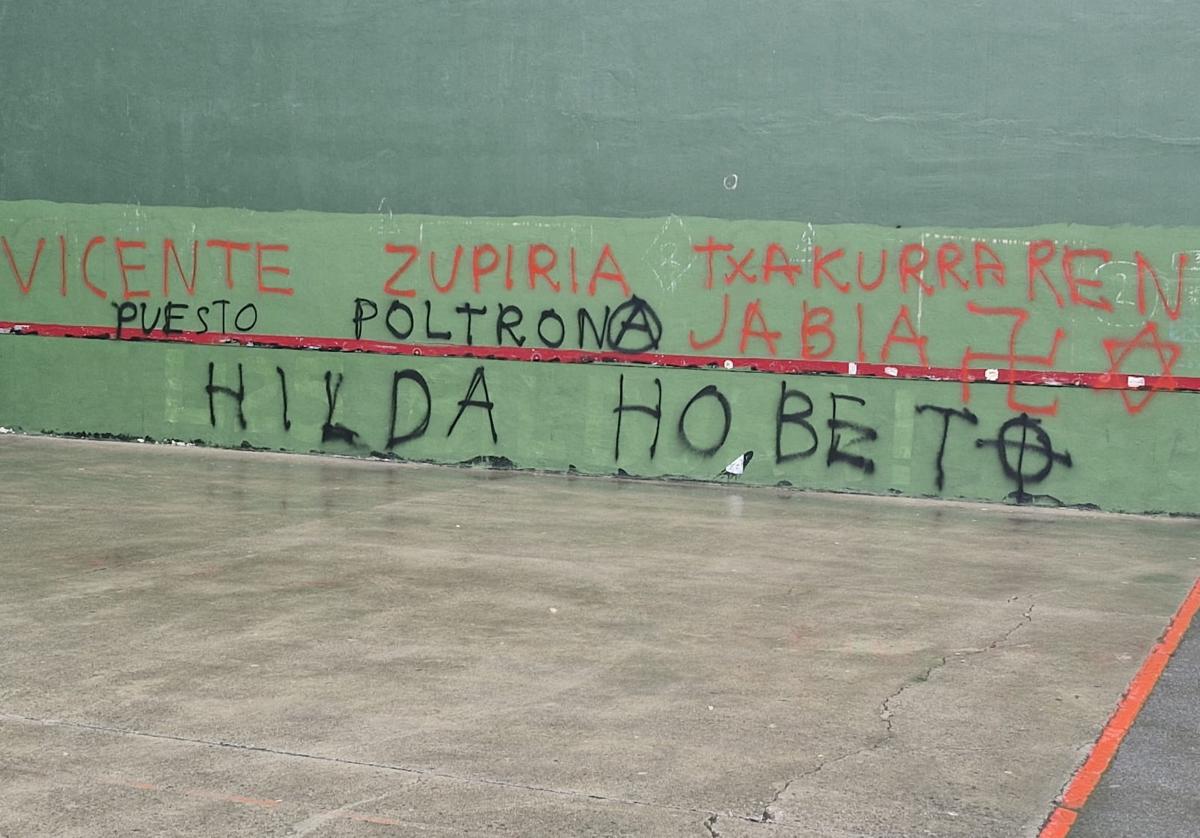 VICENTE ZUPIRIA TXAKURRAREN
PUESTO POLTRONA JABIA
HILDA HOBETO